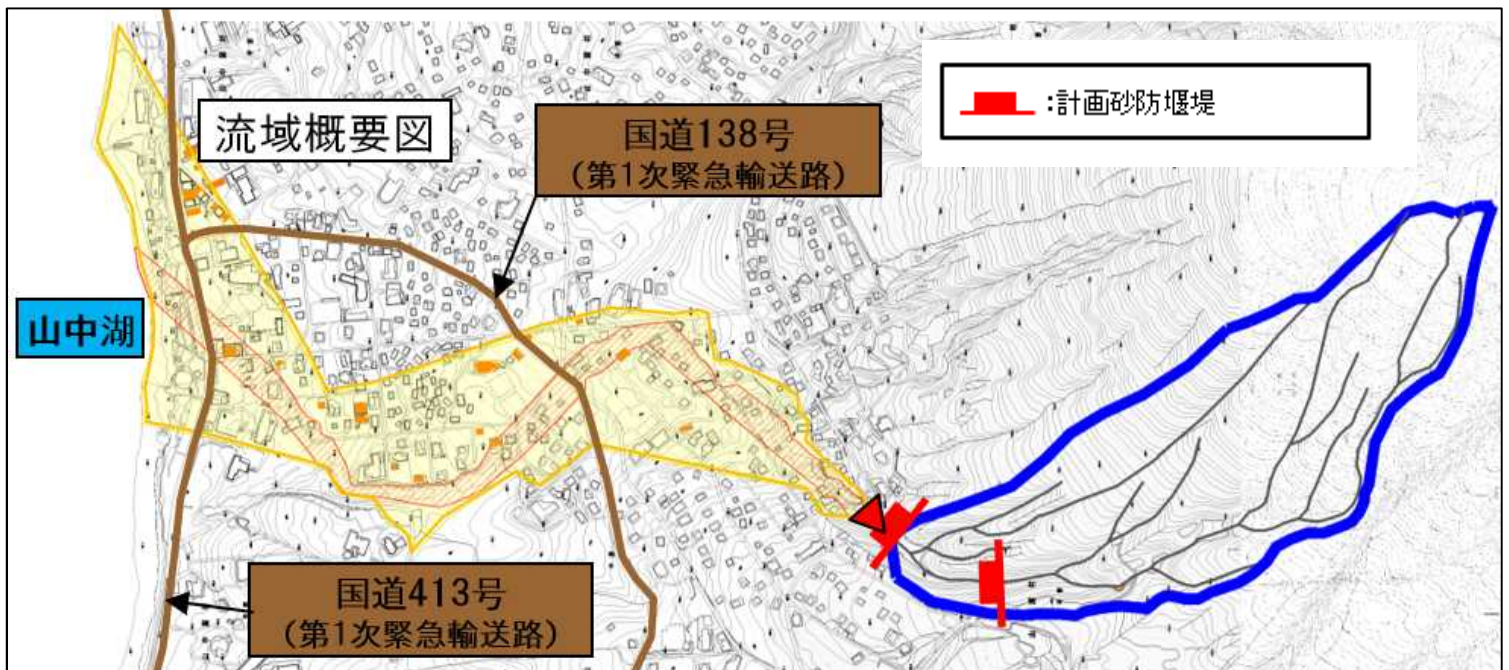 流域概要図
国道138号
(第1次緊急輸送路)
:計画砂防堰堤
山中湖
国道413号
(第1次緊急輸送路)